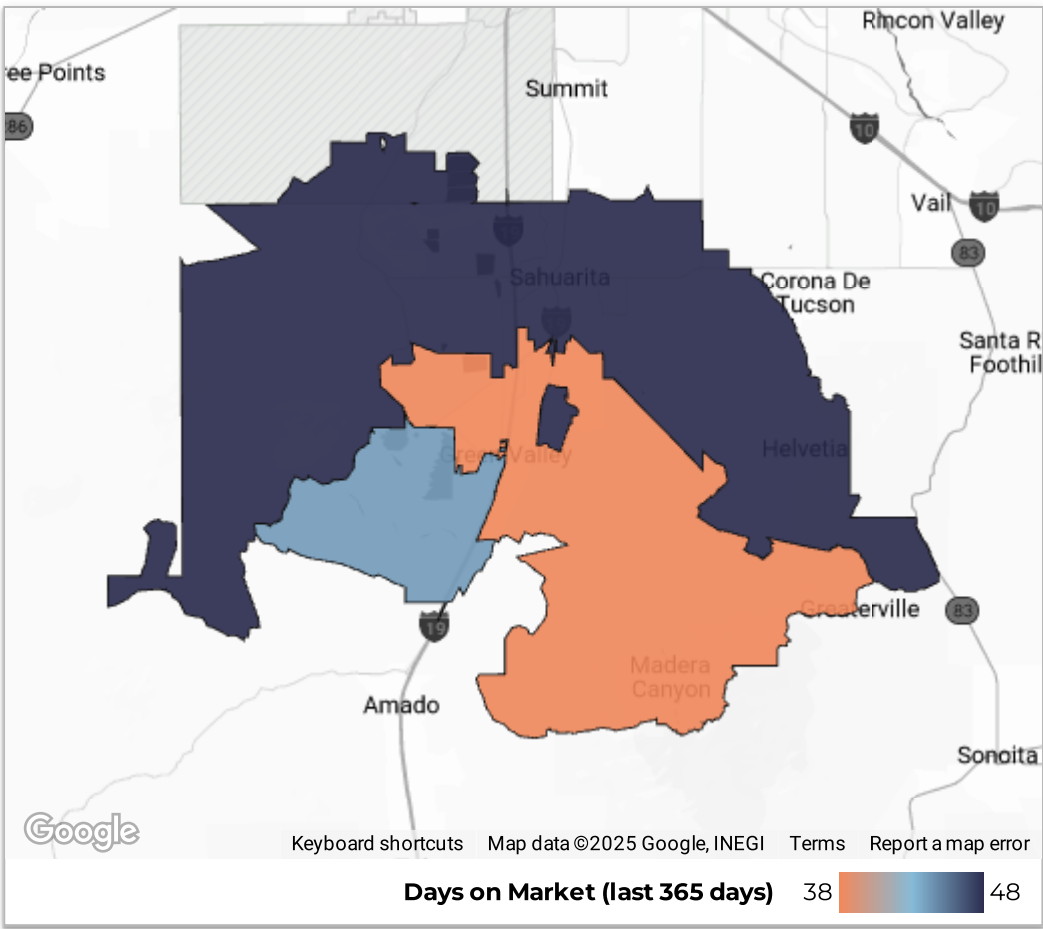 Rincon Valley
ree Points
Summit
86
10
Vail
10
83
Sahuarita
Corona De
Tucson
Santa R
Foothil
Helvetia
Green Valley
Greaterville
83
19
Madera
Canyon
Amado
Sonoita
Google
Keyboard shortcuts Map data ©2025 Google, INEGI Terms Report a map error
Days on Market (last 365 days) 38 48